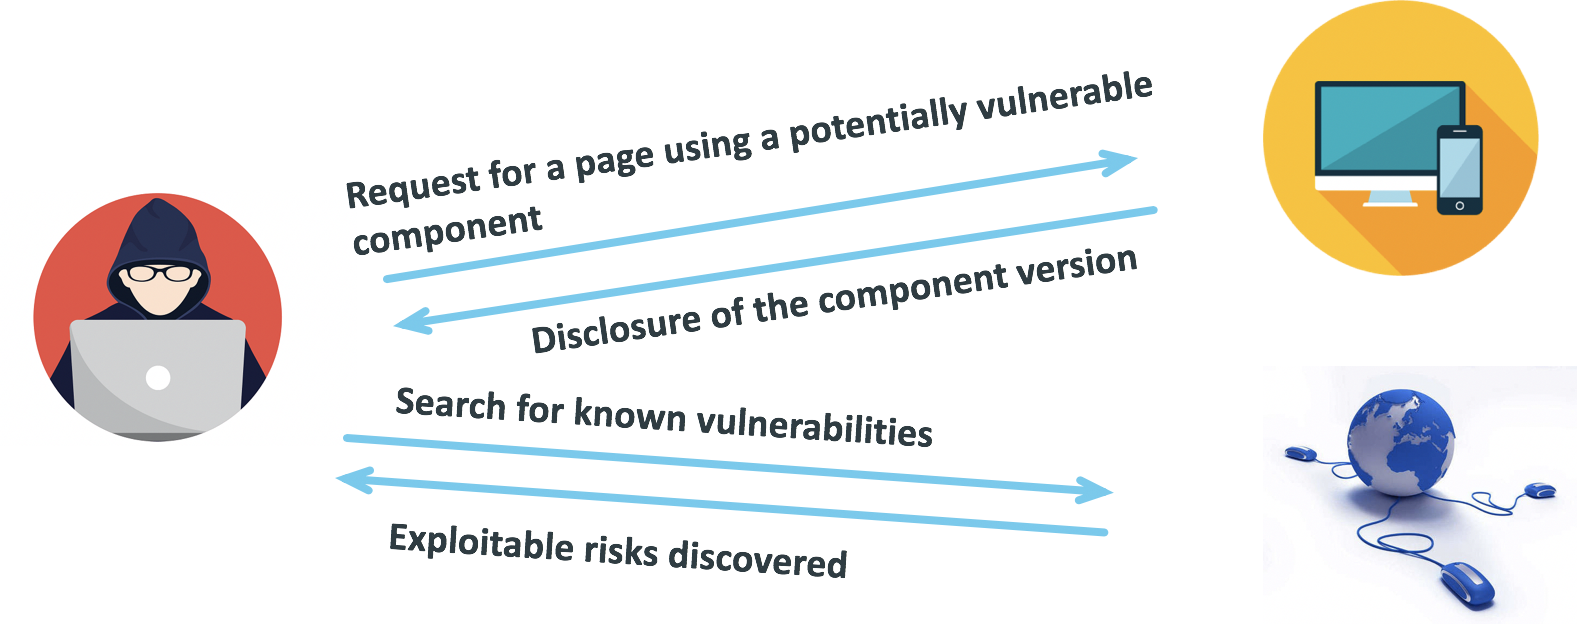 Request for a page using a potentially vulnerable
component
Disclosure of the component version
Search for known vulnerabilities
Exploitable risks discovered